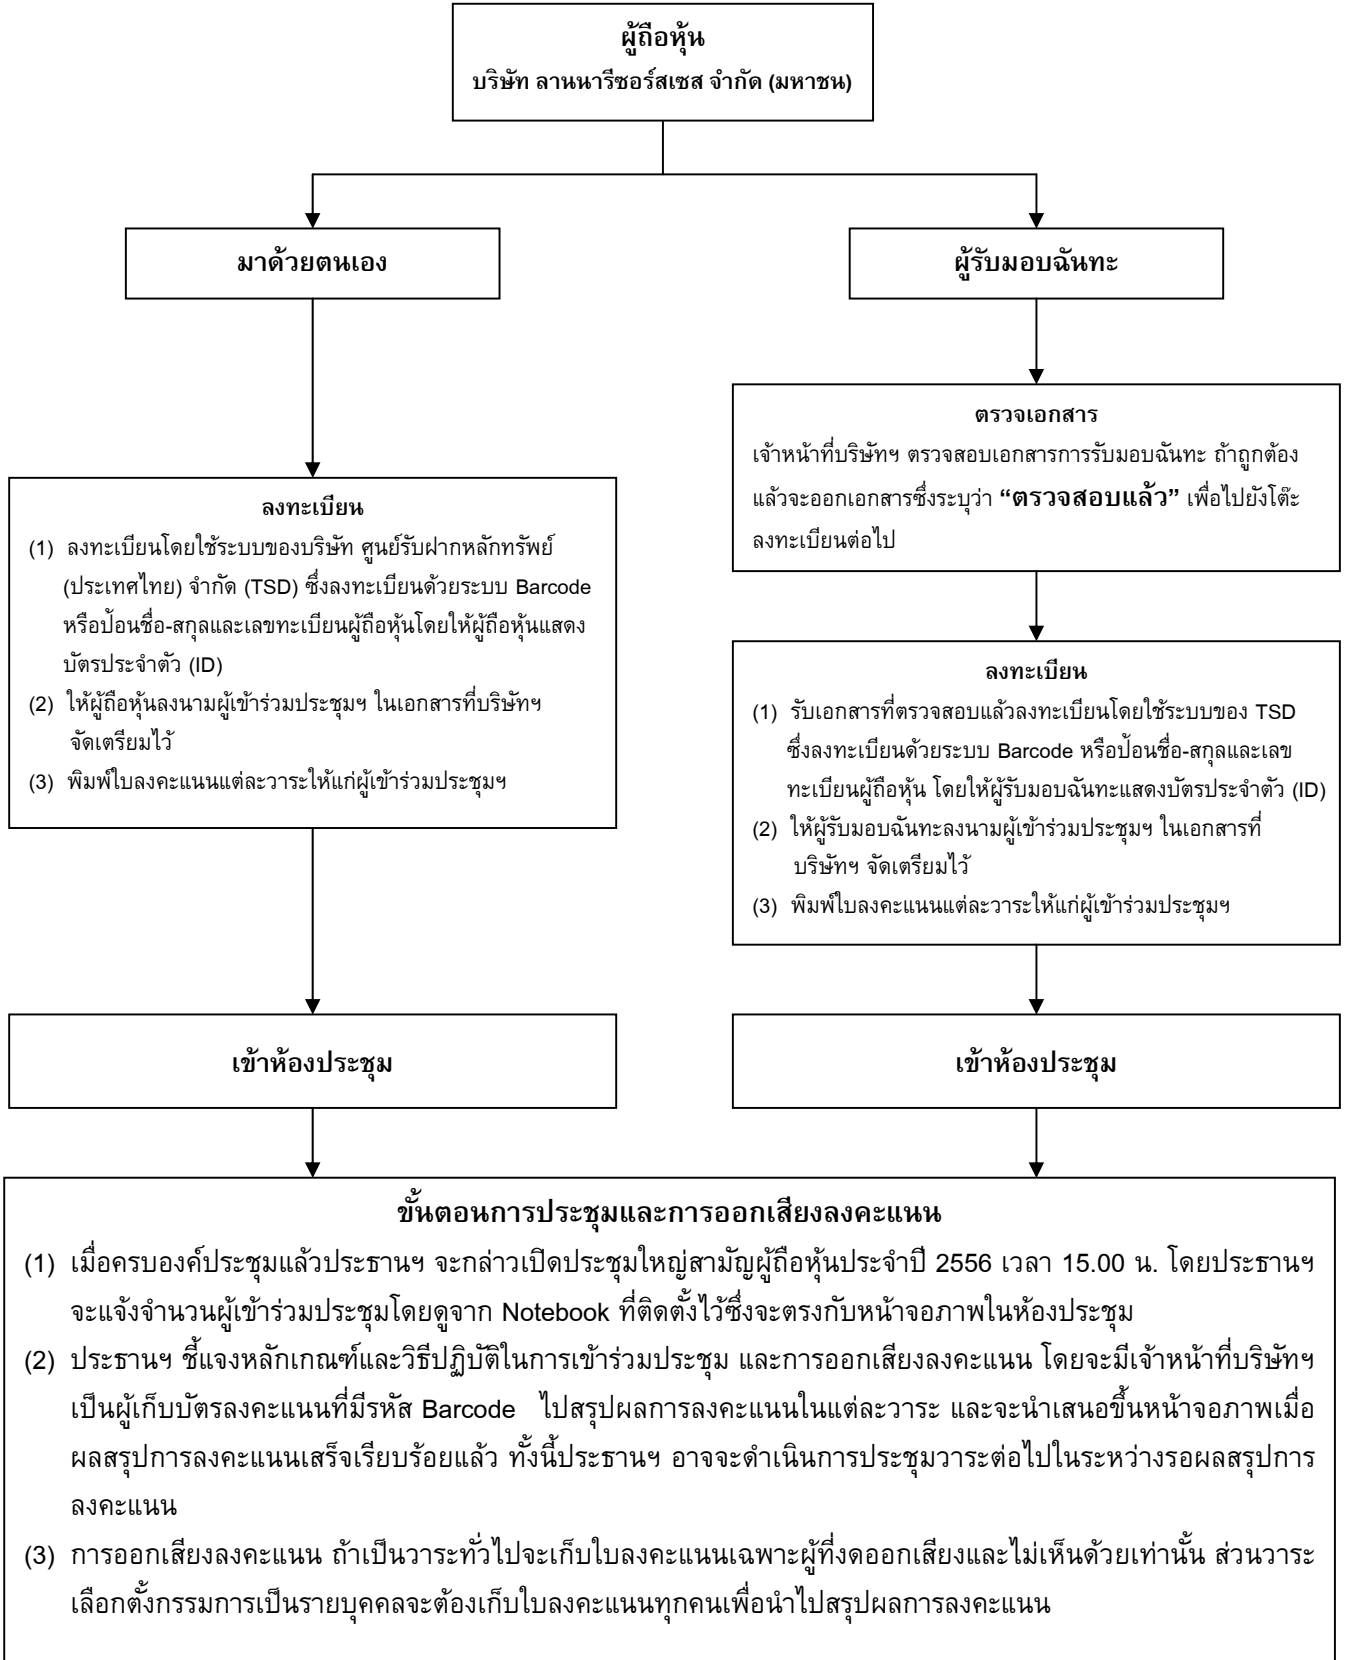 ผู้ถือหุ้น
บริษัท ลานนารีซอร์สเซส จำกัด (มหาชน)
มาด้วยตนเอง
ผู้รับมอบฉันทะ
ตรวจเอกสาร
เจ้าหน้าที่บริษัทฯ ตรวจสอบเอกสารการรับมอบฉันทะ ถ้าถูกต้อง
แล้วจะออกเอกสารซึ่งระบุว่า “ตรวจสอบแล้ว” เพื่อไปยังโต๊ะ
ลงทะเบียนต่อไป
ลงทะเบียน
(1) ลงทะเบียนโดยใช้ระบบของบริษัท ศูนย์รับฝากหลักทรัพย์
(ประเทศไทย) จำกัด (TSD) ซึ่งลงทะเบียนด้วยระบบ Barcode
หรือป้อนชื่อ-สกุลและเลขทะเบียนผู้ถือหุ้นโดยให้ผู้ถือหุ้นแสดง
บัตรประจำตัว (ID)
(2) ให้ผู้ถือหุ้นลงนามผู้เข้าร่วมประชุมฯ ในเอกสารที่บริษัทฯ
จัดเตรียมไว้
(3) พิมพ์ใบลงคะแนนแต่ละวาระให้แก่ผู้เข้าร่วมประชุมฯ
ลงทะเบียน
(1) รับเอกสารที่ตรวจสอบแล้วลงทะเบียนโดยใช้ระบบของ TSD
ซึ่งลงทะเบียนด้วยระบบ Barcode หรือป้อนชื่อ-สกุลและเลข
ทะเบียนผู้ถือหุ้น โดยให้ผู้รับมอบฉันทะแสดงบัตรประจำตัว (ID)
(2) ให้ผู้รับมอบฉันทะลงนามผู้เข้าร่วมประชุมฯ ในเอกสารที่
บริษัทฯ จัดเตรียมไว้
(3) พิมพ์ใบลงคะแนนแต่ละวาระให้แก่ผู้เข้าร่วมประชุมฯ
เข้าห้องประชุม
เข้าห้องประชุม
ขั้นตอนการประชุมและการออกเสียงลงคะแนน
(1) เมื่อครบองค์ประชุมแล้วประธานฯ จะกล่าวเปิดประชุมใหญ่สามัญผู้ถือหุ้นประจำปี 2556 เวลา 15.00 น. โดยประธานฯ
จะแจ้งจำนวนผู้เข้าร่วมประชุมโดยดูจาก Notebook ที่ติดตั้งไว้ซึ่งจะตรงกับหน้าจอภาพในห้องประชุม
(2) ประธานฯ ชี้แจงหลักเกณฑ์และวิธีปฏิบัติในการเข้าร่วมประชุม และการออกเสียงลงคะแนน โดยจะมีเจ้าหน้าที่บริษัทฯ
เป็นผู้เก็บบัตรลงคะแนนที่มีรหัส Barcode ไปสรุปผลการลงคะแนนในแต่ละวาระ และจะนำเสนอขึ้นหน้าจอภาพเมื่อ
ผลสรุปการลงคะแนนเสร็จเรียบร้อยแล้ว ทั้งนี้ประธานฯ อาจจะดำเนินการประชุมวาระต่อไปในระหว่างรอผลสรุปการ
ลงคะแนน
(3) การออกเสียงลงคะแนน ถ้าเป็นวาระทั่วไปจะเก็บใบลงคะแนนเฉพาะผู้ที่งดออกเสียงและไม่เห็นด้วยเท่านั้น ส่วนวาระ
เลือกตั้งกรรมการเป็นรายบุคคลจะต้องเก็บใบลงคะแนนทุกคนเพื่อนำไปสรุปผลการลงคะแนน